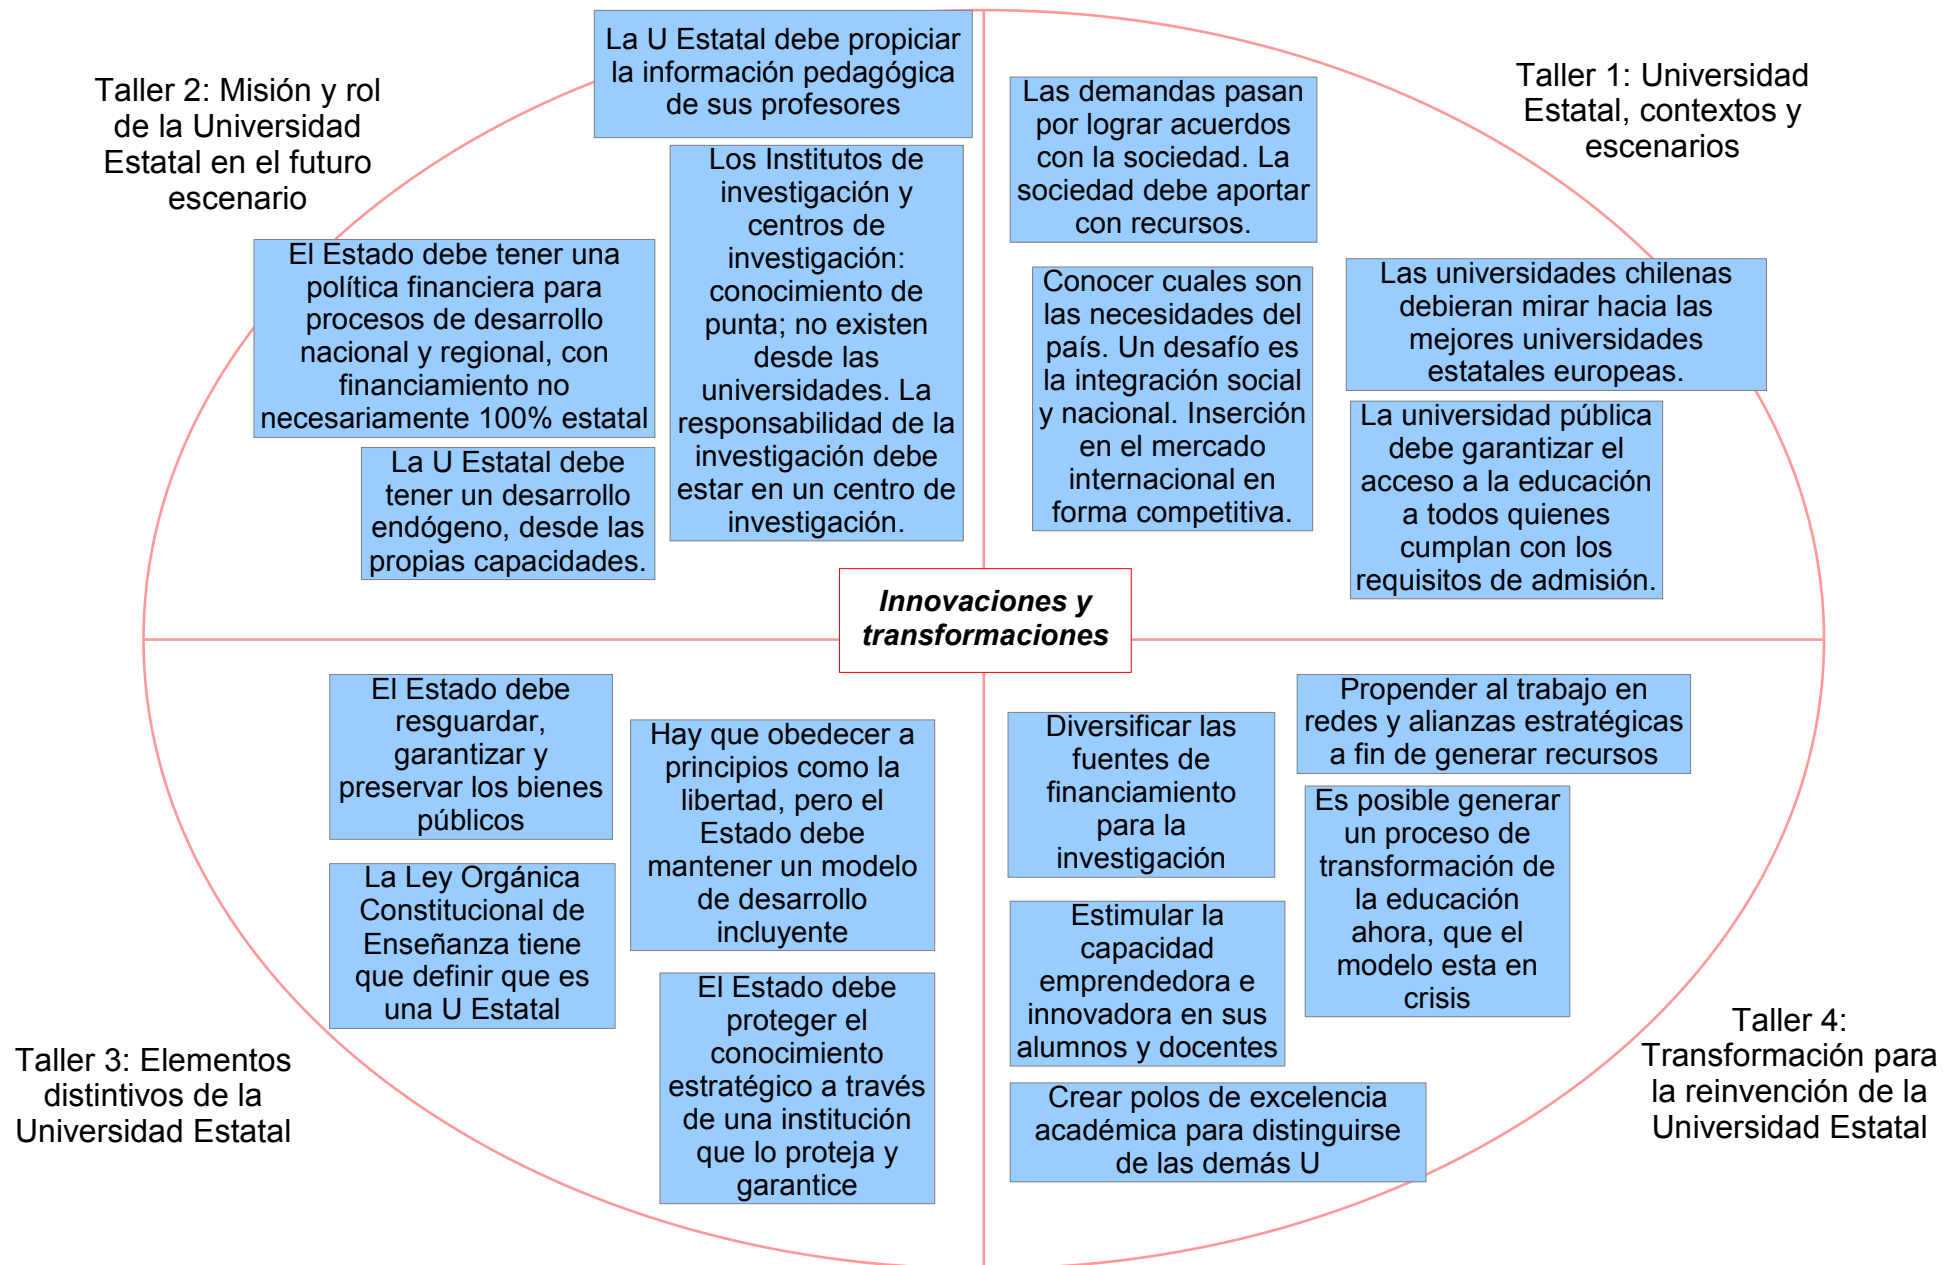 Taller 2: Misión y rol
de la Universidad
Estatal en el futuro
escenario
La U Estatal debe propiciar
la información pedagógica
de sus profesores
Los Institutos de
investigación y
centros de
investigación:
conocimiento de
punta; no existen
desde las
universidades. La
responsabilidad de la
investigación debe
estar en un centro de
investigación.
El Estado debe tener una
política financiera para
procesos de desarrollo
nacional y regional, con
financiamiento no
necesariamente 100% estatal
La U Estatal debe
tener un desarrollo
endógeno, desde las
propias capacidades.
Taller 1: Universidad
Estatal, contextos y
escenarios
Las demandas pasan
por lograr acuerdos
con la sociedad. La
sociedad debe aportar
con recursos.
Conocer cuales son
las necesidades del
país. Un desafío es
la integración social
y nacional. Inserción
en el mercado
internacional en
forma competitiva.
Las universidades chilenas
debieran mirar hacia las
mejores universidades
estatales europeas.
La universidad pública
debe garantizar el
acceso a la educación
a todos quienes
cumplan con los
requisitos de admisión.
Innovaciones y
transformaciones
El Estado debe
resguardar,
garantizar y
preservar los bienes
públicos
Hay que obedecer a
principios como la
libertad, pero el
Estado debe
mantener un modelo
de desarrollo
incluyente
La Ley Orgánica
Constitucional de
Enseñanza tiene
que definir que es
una U Estatal
El Estado debe
proteger el
conocimiento
estratégico a través
de una institución
que lo proteja y
garantice
Taller 3: Elementos
distintivos de la
Universidad Estatal
Diversificar las
fuentes de
financiamiento
para la
investigación
Propender al trabajo en
redes y alianzas estratégicas
a fin de generar recursos
Es posible generar
un proceso de
transformación de
la educación
ahora, que el
modelo esta en
crisis
Estimular la
capacidad
emprendedora e
innovadora en sus
alumnos y docentes
Crear polos de excelencia
académica para distinguirse
de las demás U
Taller 4:
Transformación para
la reinvención de la
Universidad Estatal